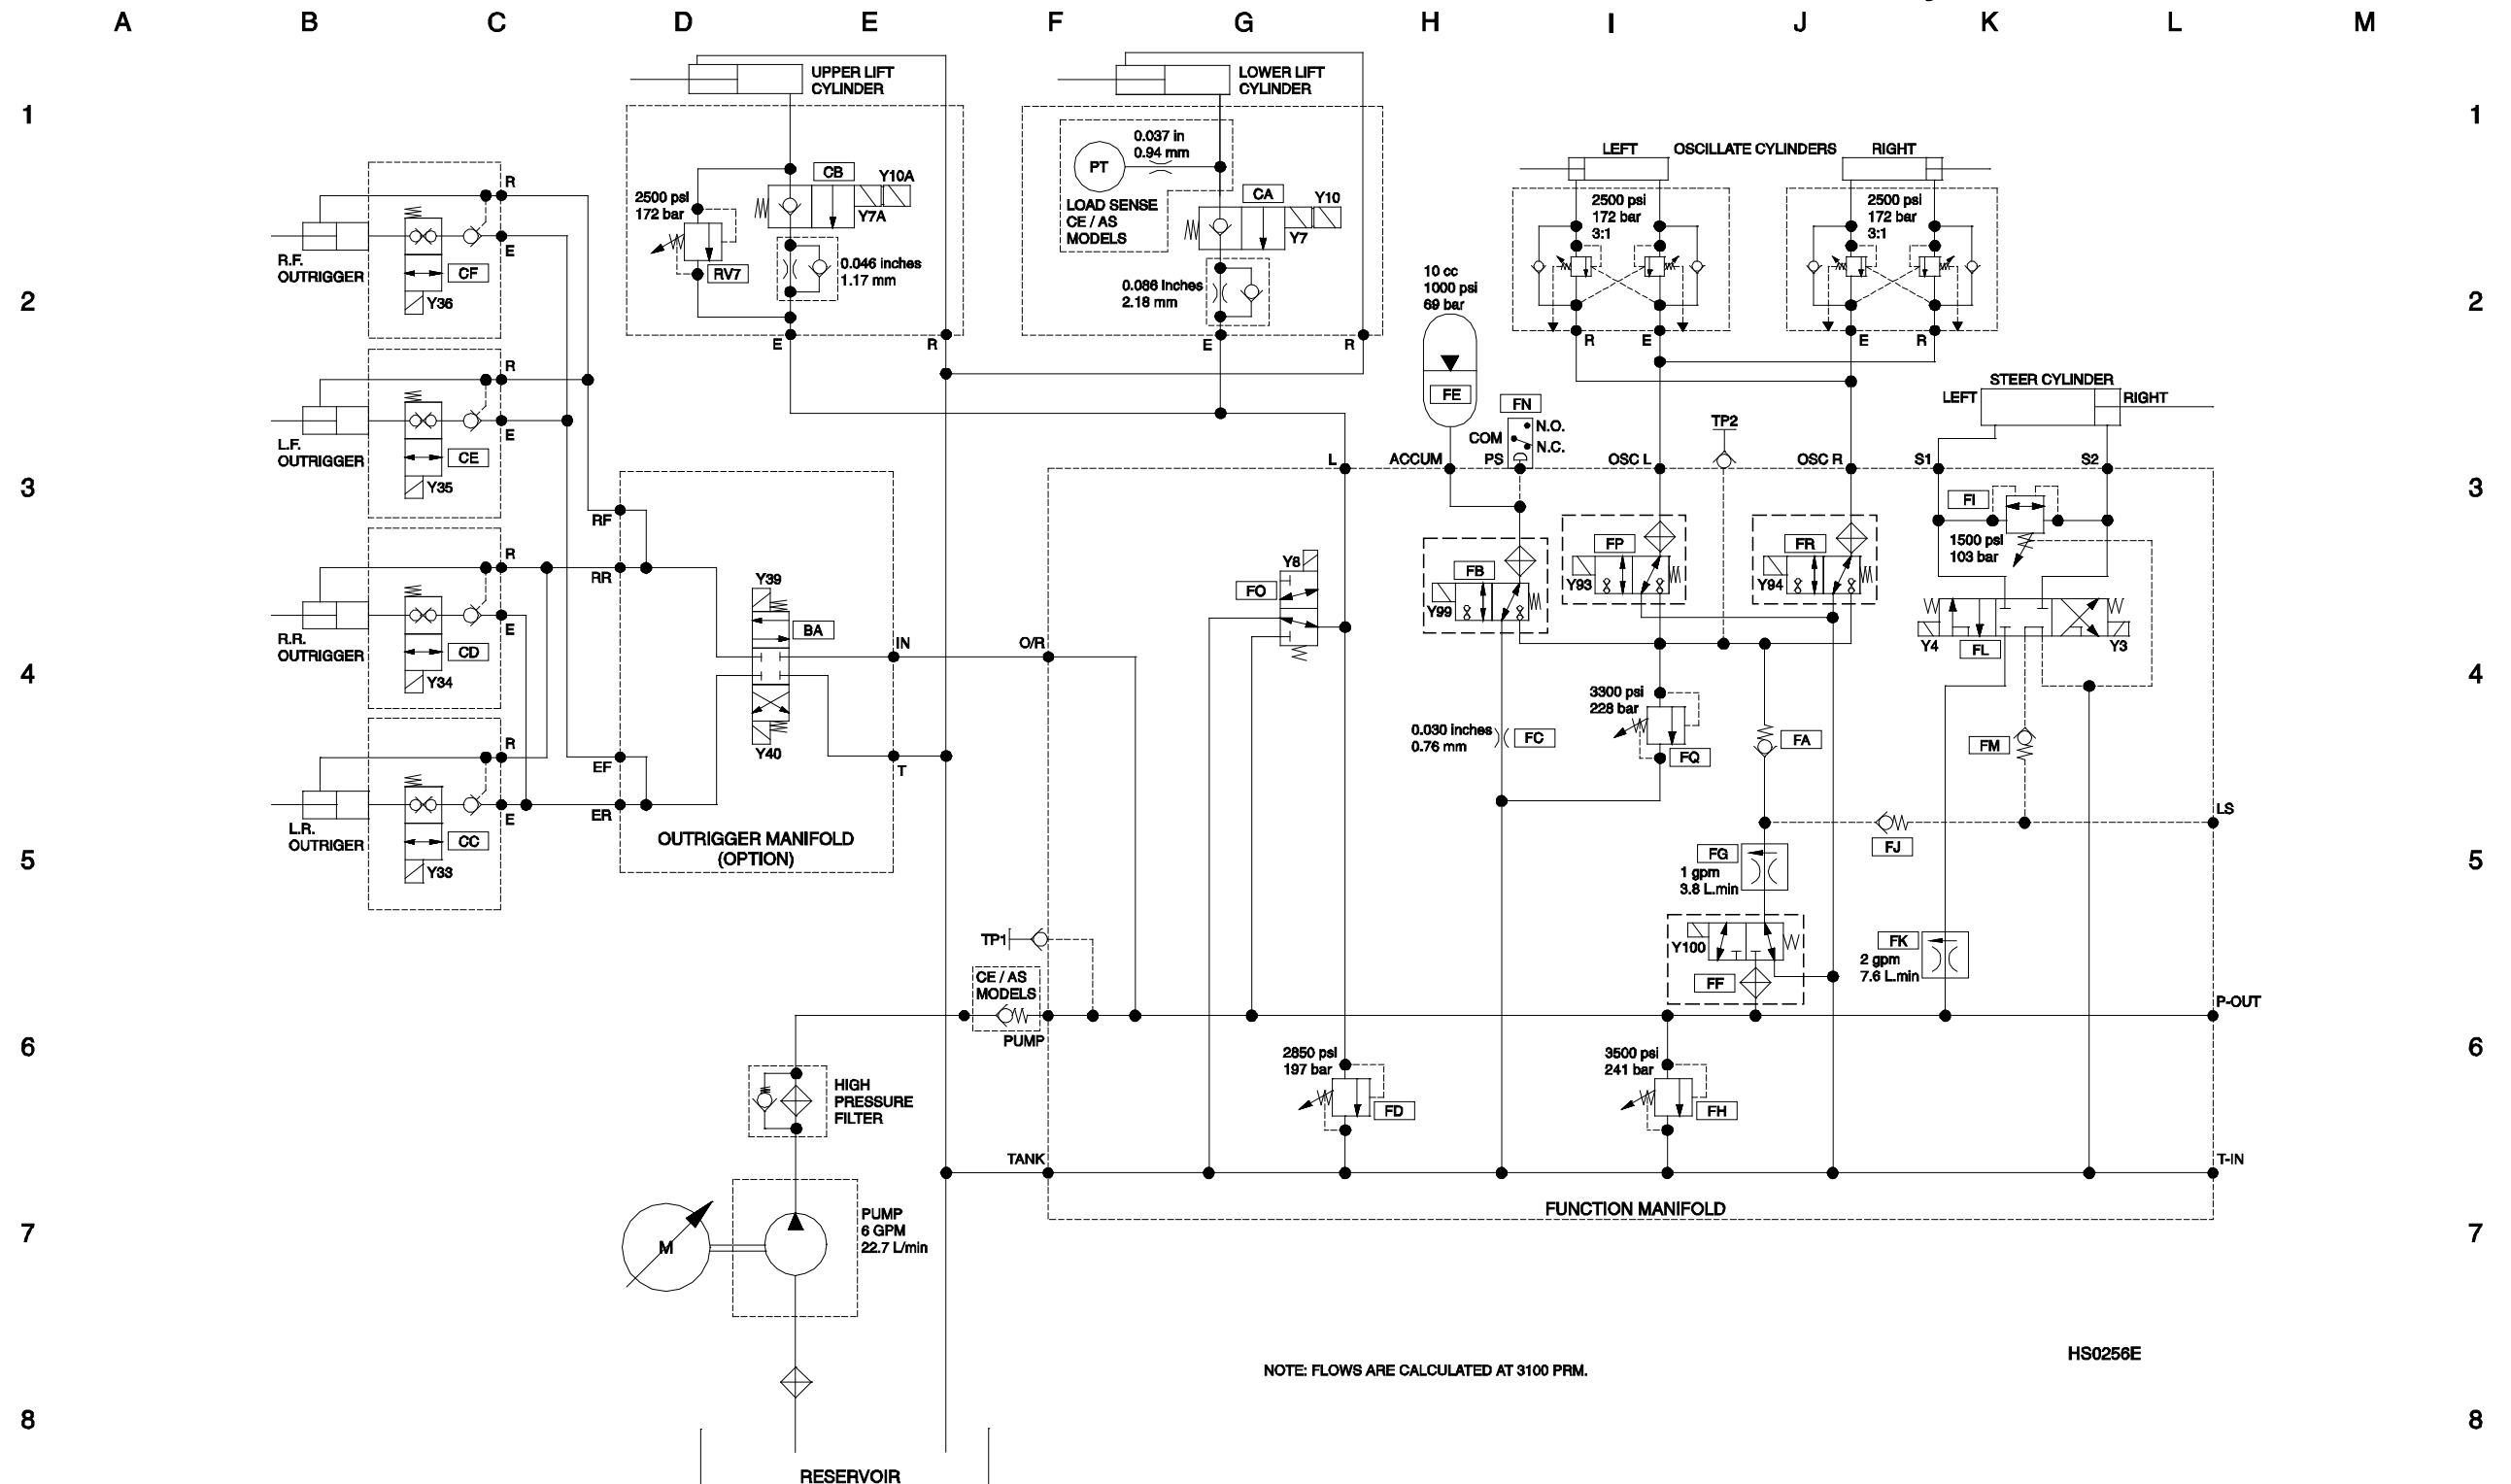 A B C D E F G H I J K L M
1
1
UPPER LIFT
CYLINDER
LOWER LIFT
CYLINDER
0.037 in
0.94 mm
PT
LOAD SENSE
CE / AS
MODELS
CA
Y10
Y7
CB
Y10A
Y7A
2500 psi
172 bar
RV7
0.046 inches
1.17 mm
0.086 inches
2.18 mm
E
R
E
R
LEFT
OSCILLATE CYLINDERS
RIGHT
2500 psi
172 bar
3:1
2500 psi
172 bar
3:1
R
E
E
R
2
2
R
E
R.F.
OUTRIGGER
CF
Y36
R
E
L.F.
OUTRIGGER
CE
Y35
R
E
R.R.
OUTRIGGER
CD
Y34
R
E
L.R.
OUTRIGER
CC
Y33
10 cc
1000 psi
69 bar
FE
FN
COM
N.O.
N.C.
TP2
STEER CYLINDER
LEFT
RIGHT
3
3
L
ACCUM
PS
OSC L
OSC R
S1
S2
RF
RR
EF
ER
Y39
BA
Y40
IN
T
OUTRIGGER MANIFOLD
(OPTION)
O/R
Y8
FO
FB
Y99
FP
Y93
FR
Y94
FI
1500 psi
103 bar
Y4
FL
Y3
4
4
3300 psi
228 bar
FQ
0.030 inches
0.76 mm
FC
FA
FM
LS
FJ
5
5
FG
1 gpm
3.8 L.min
Y100
FF
FK
2 gpm
7.6 L.min
TP1
CE / AS
MODELS
PUMP
P-OUT
6
6
HIGH
PRESSURE
FILTER
2850 psi
197 bar
FD
3500 psi
241 bar
FH
TANK
T-IN
FUNCTION MANIFOLD
7
7
M
PUMP
6 GPM
22.7 L/min
NOTE: FLOWS ARE CALCULATED AT 3100 PRM.
HS0256E
8
8
RESERVOIR